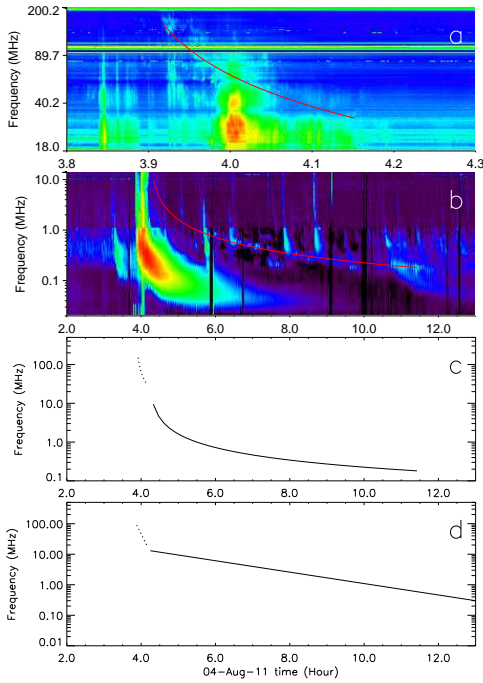 200.2
89.7
40.2
18.0
Frequency (MHz)
a
3.8 3.9 4.0 4.1 4.2 4.3
10.0
1.0
0.1
Frequency (MHz)
b
2.0 4.0 6.0 8.0 10.0 12.0
100.0
10.0
1.0
0.1
Frequency (MHz)
c
2.0 4.0 6.0 8.0 10.0 12.0
100.00
10.00
1.00
0.10
0.01
Frequency (MHz)
d
2.0 4.0 6.0 8.0 10.0 12.0
04-Aug-11 time (Hour)